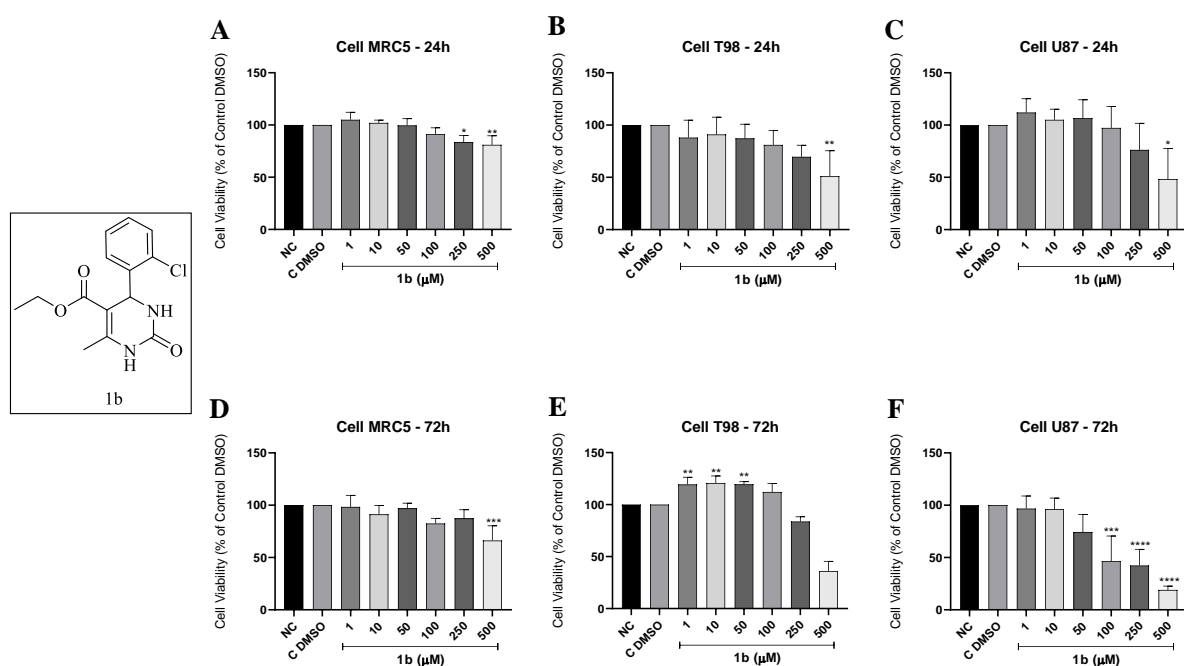 A
Cell MRC5 - 24h
Cell Viability (% of Control DMSO)
150
100
50
0
*
**
NC
C DMSO
1
10
50
100
250
500
1b (µM)
B
Cell T98 - 24h
Cell Viability (% of Control DMSO)
150
100
50
0
**
NC
C DMSO
1
10
50
100
250
500
1b (µM)
C
Cell U87 - 24h
Cell Viability (% of Control DMSO)
150
100
50
0
*
NC
C DMSO
1
10
50
100
250
500
1b (µM)
Cl
O
O
NH
N
H
O
1b
D
Cell MRC5 - 72h
Cell Viability (% of Control DMSO)
150
100
50
0
***
NC
C DMSO
1
10
50
100
250
500
1b (µM)
E
Cell T98 - 72h
Cell Viability (% of Control DMSO)
150
100
50
0
**
**
**
NC
C DMSO
1
10
50
100
250
500
1b (µM)
F
Cell U87 - 72h
Cell Viability (% of Control DMSO)
150
100
50
0
***
****
****
NC
C DMSO
1
10
50
100
250
500
1b (µM)